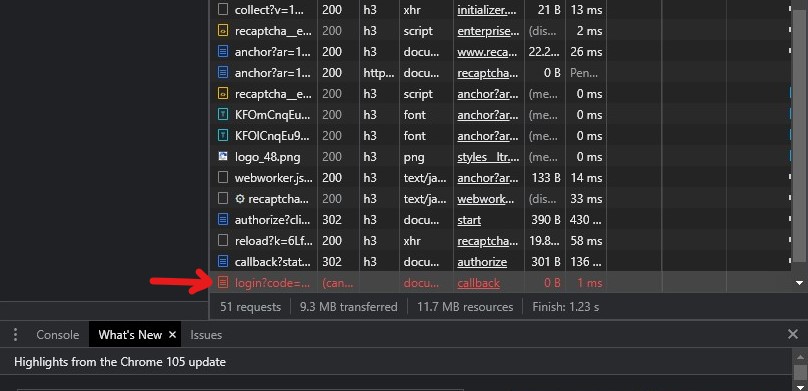 collect?v=1... 200 h3 xhr initializer.... 21 B 13 ms
recaptcha__e... 200 h3 script enterprise... (dis... 2 ms
anchor?ar=1... 200 h3 docu... www.reca... 22.2... 26 ms
anchor?ar=1... 200 http... docu... recaptcha... 0 B Pen...
recaptcha__e... 200 h3 script anchor?ar... (me... 0 ms
KFOmCnqEu... 200 h3 font anchor?ar... (me... 0 ms
KFOlCnqEu9... 200 h3 font anchor?ar... (me... 0 ms
logo_48.png 200 h3 png styles__ltr.... (me... 0 ms
webworker.js... 200 h3 text/ja... anchor?ar... 133 B 14 ms
recaptcha... 200 h3 text/ja... webwork... (dis... 33 ms
authorize?cli... 302 h3 docu... start 390 B 430 ...
reload?k=6Lf... 200 h3 xhr recaptcha... 19.8... 58 ms
callback?stat... 302 h3 docu... authorize 301 B 136 ...
login?code=... (can... docu... callback 0 B 1 ms
51 requests 9.3 MB transferred 11.7 MB resources Finish: 1.23 s
Console What's New Issues
Highlights from the Chrome 105 update